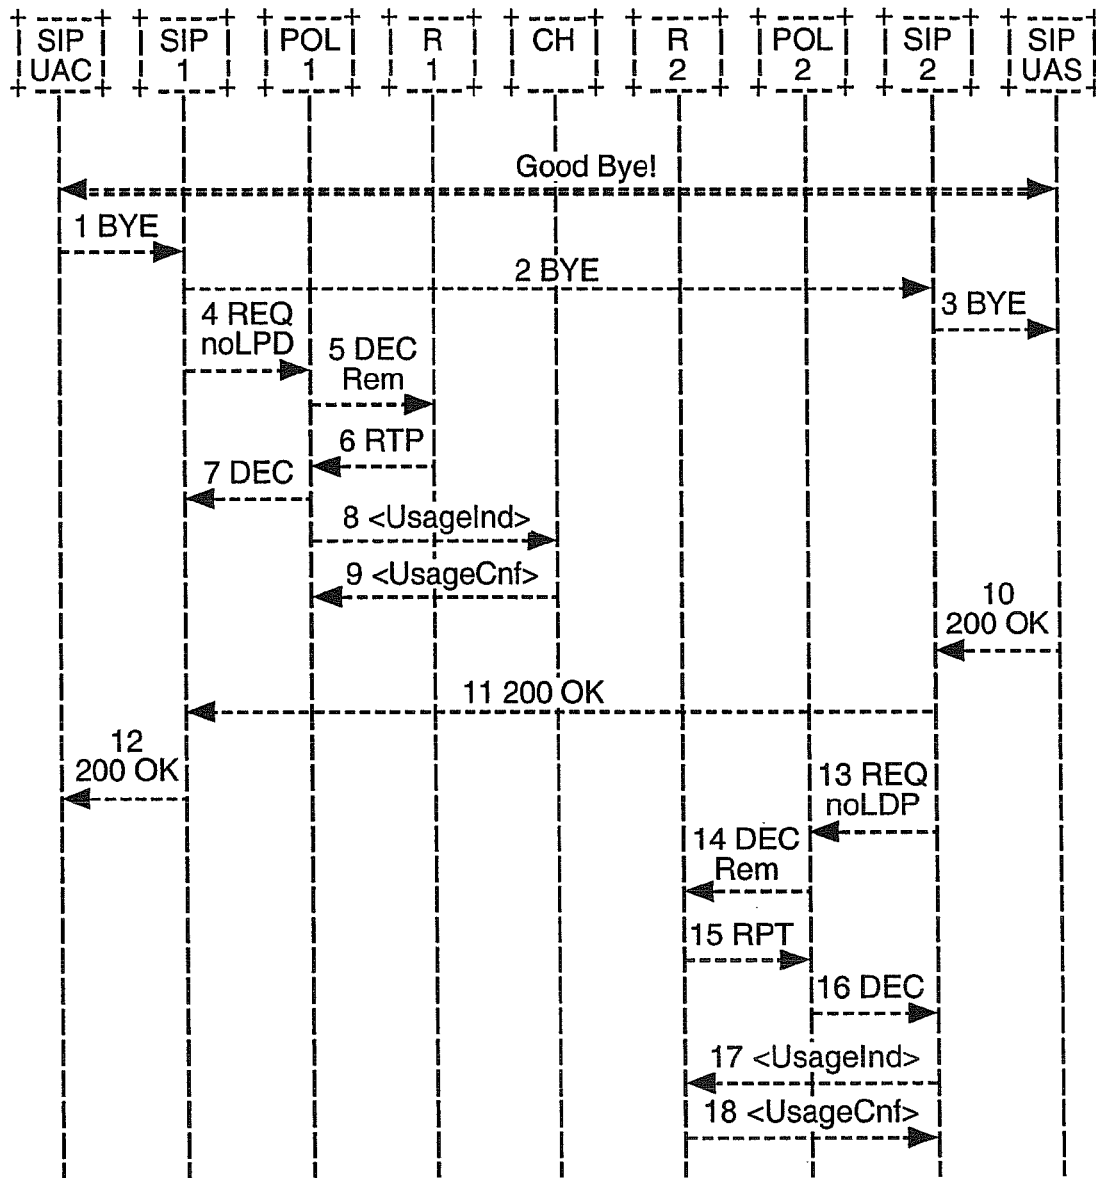 SIP UAC
SIP 1
POL 1
R 1
CH
R 2
POL 2
SIP 2
SIP UAS
Good Bye!
1 BYE
2 BYE
3 BYE
4 REQ
noLPD
5 DEC
Rem
6 RTP
7 DEC
8 <UsageInd>
9 <UsageCnf>
10
200 OK
11 200 OK
12
200 OK
13 REQ
noLDP
14 DEC
Rem
15 RPT
16 DEC
17 <UsageInd>
18 <UsageCnf>